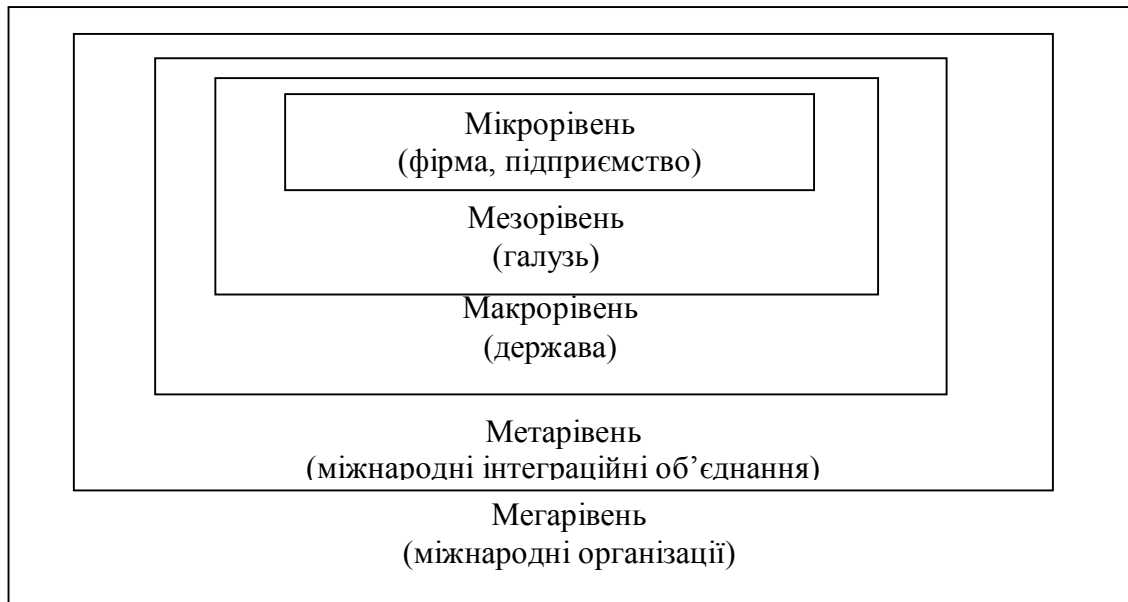 Мікрорівень
(фірма, підприємство)
Мезорівень
(галузь)
Макрорівень
(держава)
Метарівень
(міжнародні інтеграційні об’єднання)
Мегарівень
(міжнародні організації)